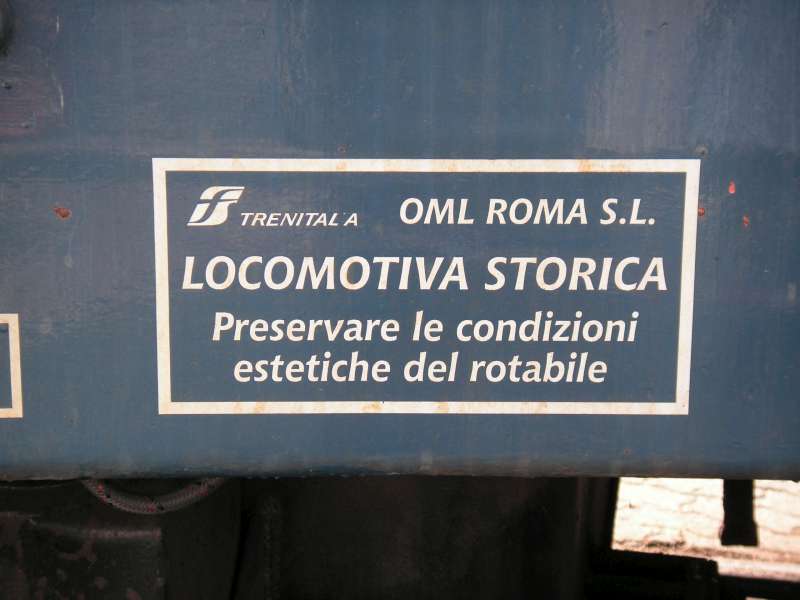 TRENITALIA OML ROMA S.L.
LOCOMOTIVA STORICA
Preservare le condizioni
estetiche del rotabile